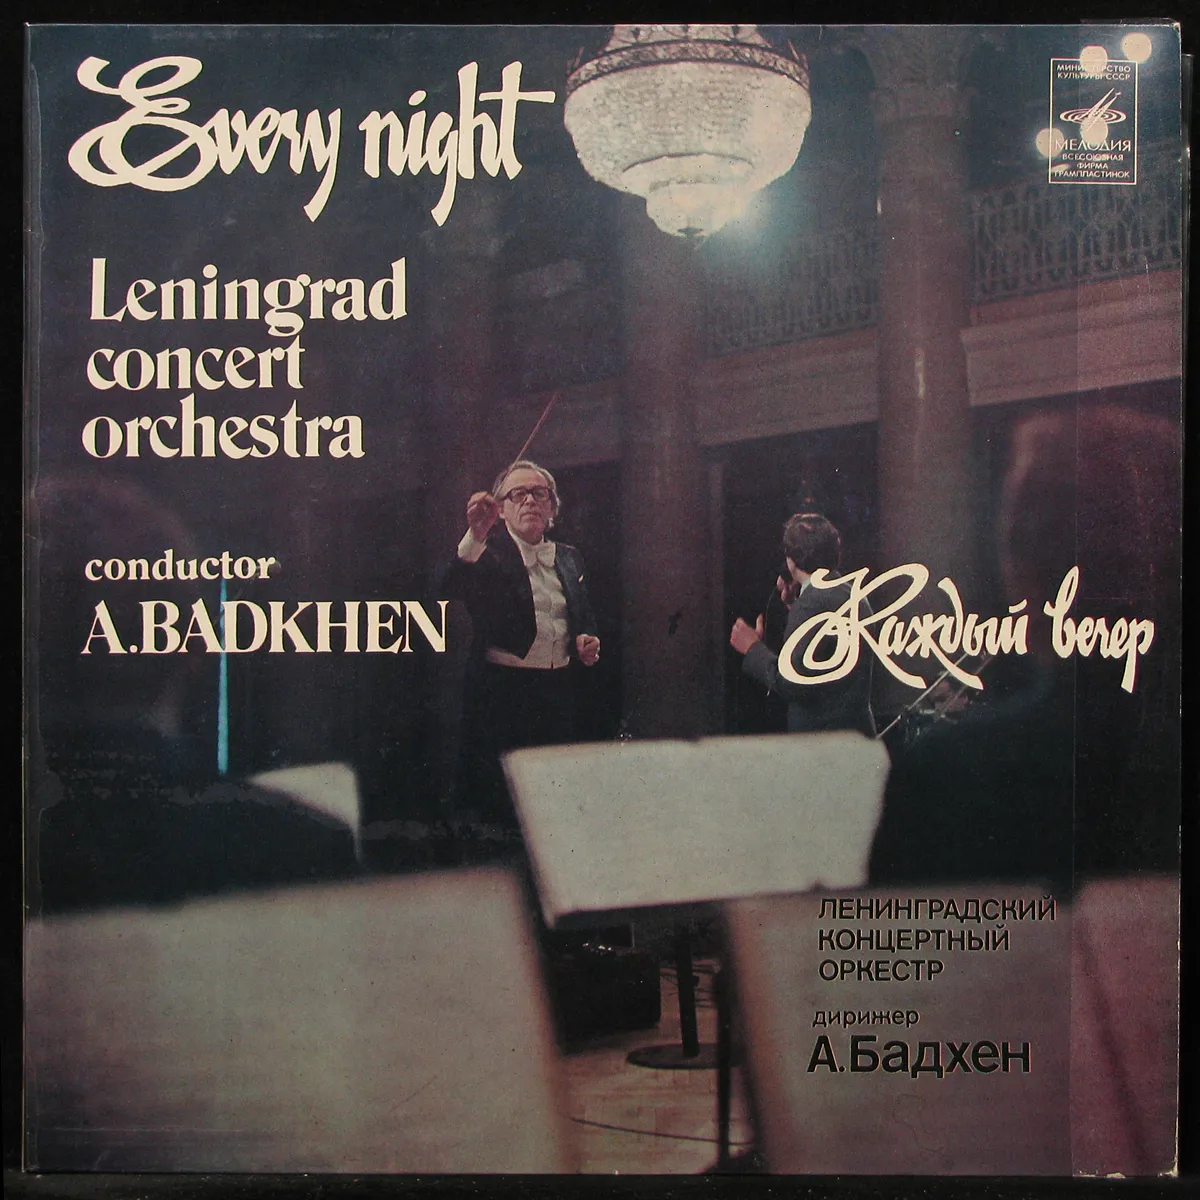 Every night
МИНИСТЕРСТВО
КУЛЬТУРЫ СССР
МЕЛОДИЯ
ВСЕСОЮЗНАЯ
ФИРМА
ГРАМПЛАСТИНОК
Leningrad
concert
orchestra
conductor
A.BADKHEN
Каждый вечер
ЛЕНИНГРАДСКИЙ
КОНЦЕРТНЫЙ
ОРКЕСТР
дирижер
А.Бадхен